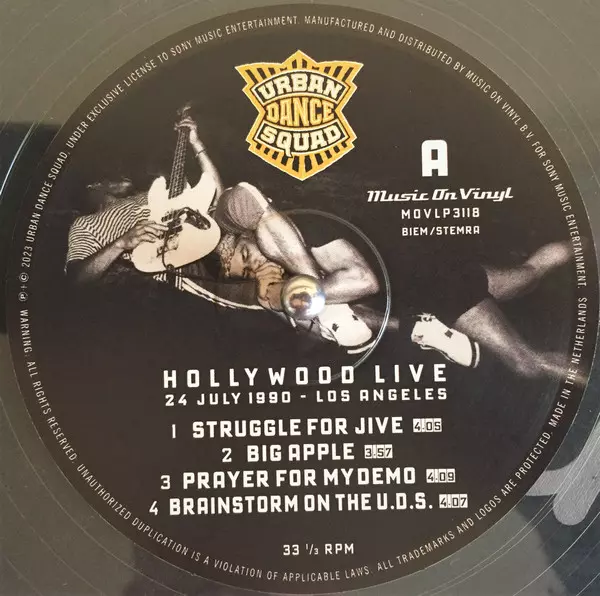 URBAN
DANCE
SQUAD
A
Music On Vinyl
MOVLP3118
BIEM/STEMRA
HOLLYWOOD LIVE
24 JULY 1990 - LOS ANGELES
1 STRUGGLE FOR JIVE 4.05
2 BIG APPLE 3.57
3 PRAYER FOR MY DEMO 4.09
4 BRAINSTORM ON THE U.D.S. 4.07
33 1/3 RPM
℗ + © 2023 URBAN DANCE SQUAD, UNDER EXCLUSIVE LICENSE TO SONY MUSIC ENTERTAINMENT. MANUFACTURED AND DISTRIBUTED BY MUSIC ON VINYL B.V. FOR SONY MUSIC ENTERTAINMENT.
WARNING. ALL RIGHTS RESERVED. UNAUTHORIZED DUPLICATION IS A VIOLATION OF APPLICABLE LAWS. ALL TRADEMARKS AND LOGOS ARE PROTECTED. MADE IN THE NETHERLANDS